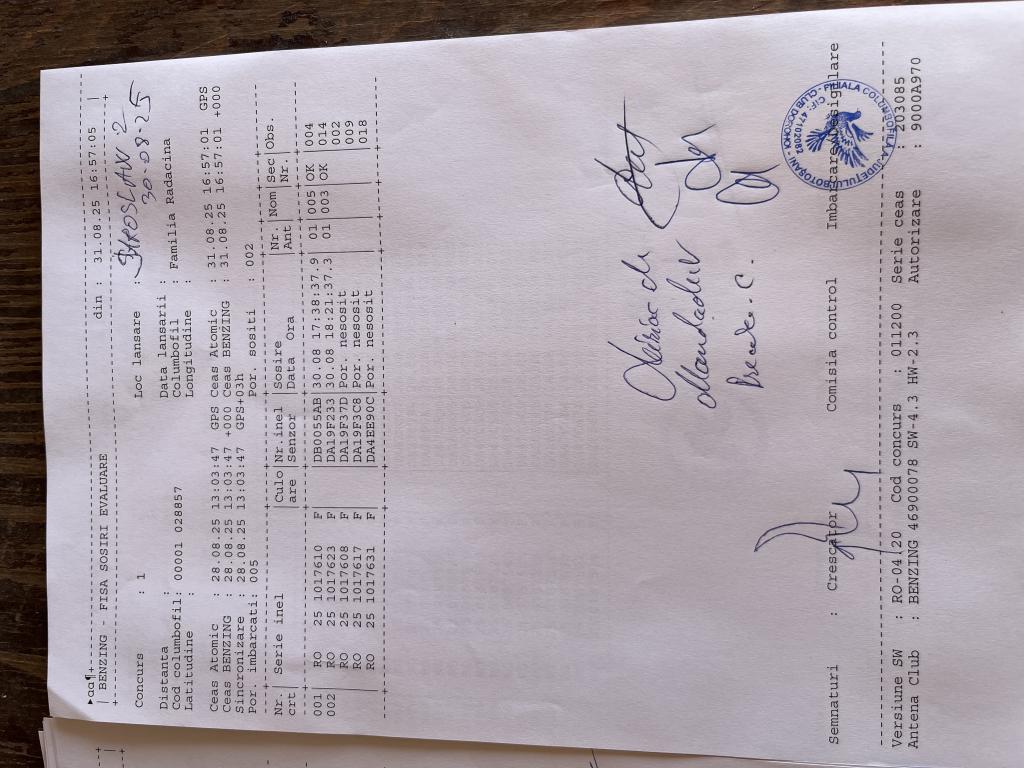 ▸aa¶
BENZING - FISA SOSIRI EVALUARE din : 31.08.25 16:57:05
Concurs : 1 Loc lansare : 2
30-08-25
Distanta : Data lansarii :
Cod columbofil: 00001 028857 Columbofil : Familia Radacina
Latitudine : Longitudine :
Ceas Atomic : 28.08.25 13:03:47 GPS Ceas Atomic : 31.08.25 16:57:01 GPS
Ceas BENZING : 28.08.25 13:03:47 +000 Ceas BENZING : 31.08.25 16:57:01 +000
Sincronizare : 28.08.25 13:03:47 GPS+03h
Por.imbarcati: 005 Por. sositi : 002
Nr. Serie inel |Culo|Nr.inel |Sosire |Nr.|Nom|Sec|Obs.
crt |are |Senzor |Data Ora |Ant| |Nr.|
001 RO 25 1017610 F |DB0055AB|30.08 17:38:37.9 01|005|OK |004
002 RO 25 1017623 F |DA19F233|30.08 18:21:37.3 01|003|OK |014
RO 25 1017608 F |DA19F37D|Por. nesosit |002
RO 25 1017617 F |DA19F3C8|Por. nesosit |009
RO 25 1017631 F |DA4EE90C|Por. nesosit |018
Semnaturi : Crescator Comisia control Imbarcare Desigilare
FILIALA COLUMBOFILA JUDETULUI BOTOSANI - CLUB DOROHOI -
Versiune SW : RO-04.20 Cod concurs : 011200 Serie ceas : 203085
Antena Club : BENZING 46900078 SW-4.3 HW-2.3 Autorizare : 9000A970